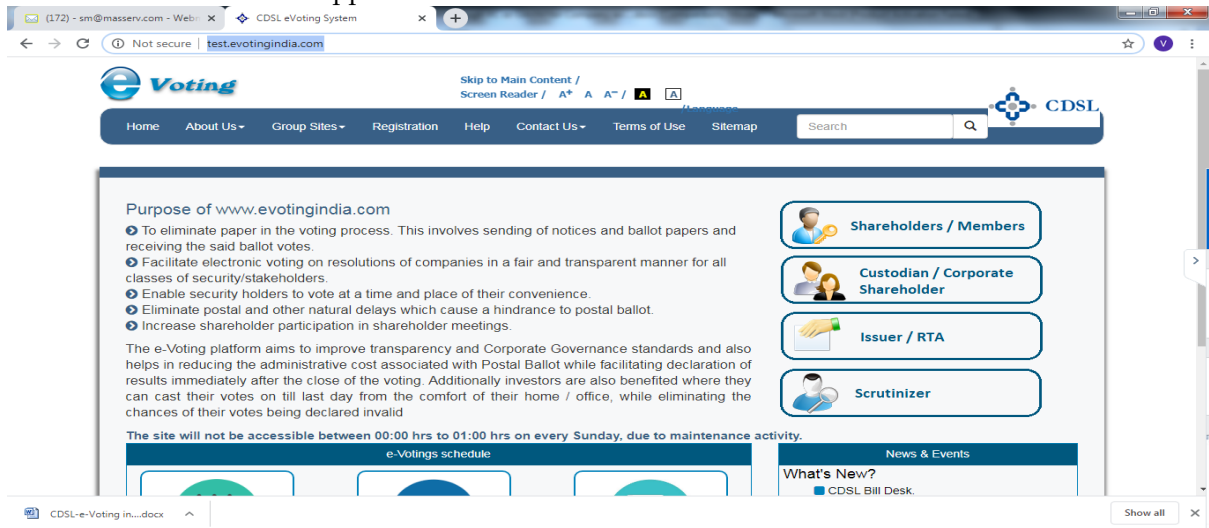 (172) - sm@masserv.com - Web
CDSL eVoting System
Not secure | test.evotingindia.com
V
e Voting
Skip to Main Content /
Screen Reader / A+ A A- / A A
CDSL
Home About Us Group Sites Registration Help Contact Us Terms of Use Sitemap Search
Purpose of www.evotingindia.com
To eliminate paper in the voting process. This involves sending of notices and ballot papers and
receiving the said ballot votes.
Facilitate electronic voting on resolutions of companies in a fair and transparent manner for all
classes of security/stakeholders.
Enable security holders to vote at a time and place of their convenience.
Eliminate postal and other natural delays which cause a hindrance to postal ballot.
Increase shareholder participation in shareholder meetings.
The e-Voting platform aims to improve transparency and Corporate Governance standards and also
helps in reducing the administrative cost associated with Postal Ballot while facilitating declaration of
results immediately after the close of the voting. Additionally investors are also benefited where they
can cast their votes on till last day from the comfort of their home / office, while eliminating the
chances of their votes being declared invalid
Shareholders / Members
Custodian / Corporate
Shareholder
Issuer / RTA
Scrutinizer
The site will not be accessible between 00:00 hrs to 01:00 hrs on every Sunday, due to maintenance activity.
e-Votings schedule
News & Events
What's New?
CDSL Bill Desk.
CDSL-e-Voting in....docx
Show all